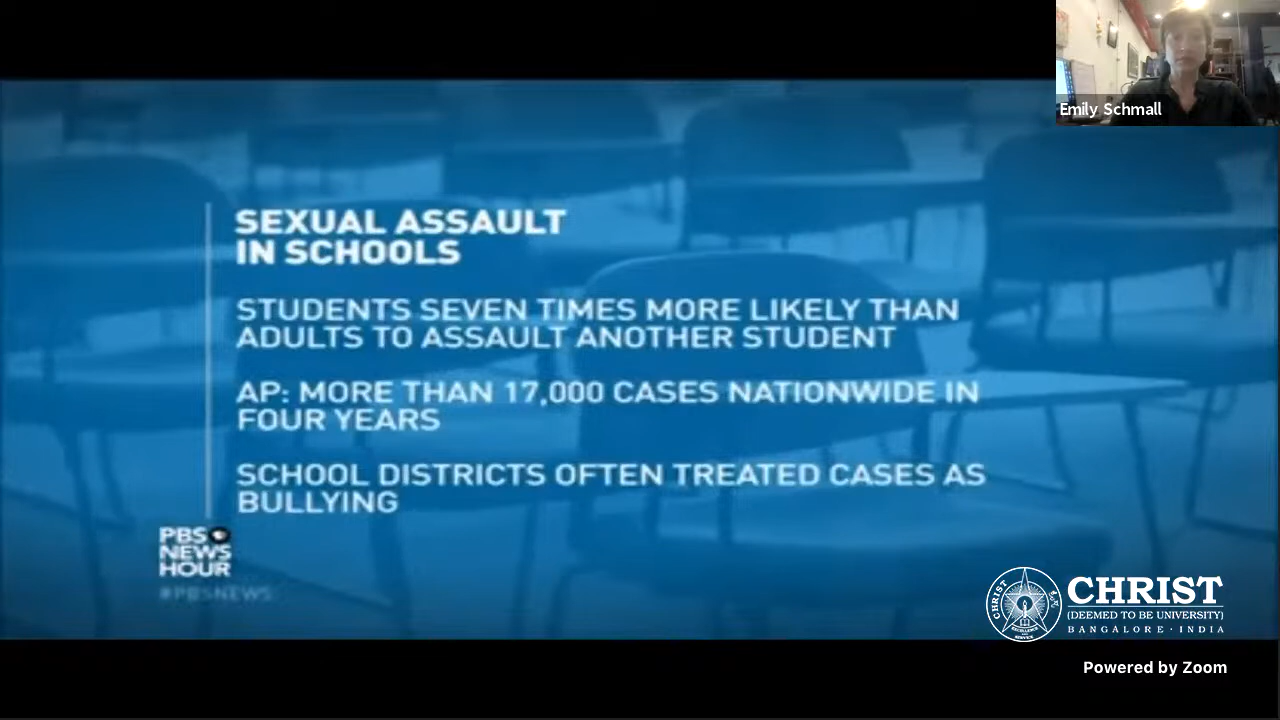 Emily Schmall
SEXUAL ASSAULT
IN SCHOOLS
STUDENTS SEVEN TIMES MORE LIKELY THAN
ADULTS TO ASSAULT ANOTHER STUDENT
AP: MORE THAN 17,000 CASES NATIONWIDE IN
FOUR YEARS
SCHOOL DISTRICTS OFTEN TREATED CASES AS
BULLYING
PBS
NEWS
HOUR
#PBSNEWS
CHRIST
CHRIST
(DEEMED TO BE UNIVERSITY)
BANGALORE · INDIA
Powered by Zoom